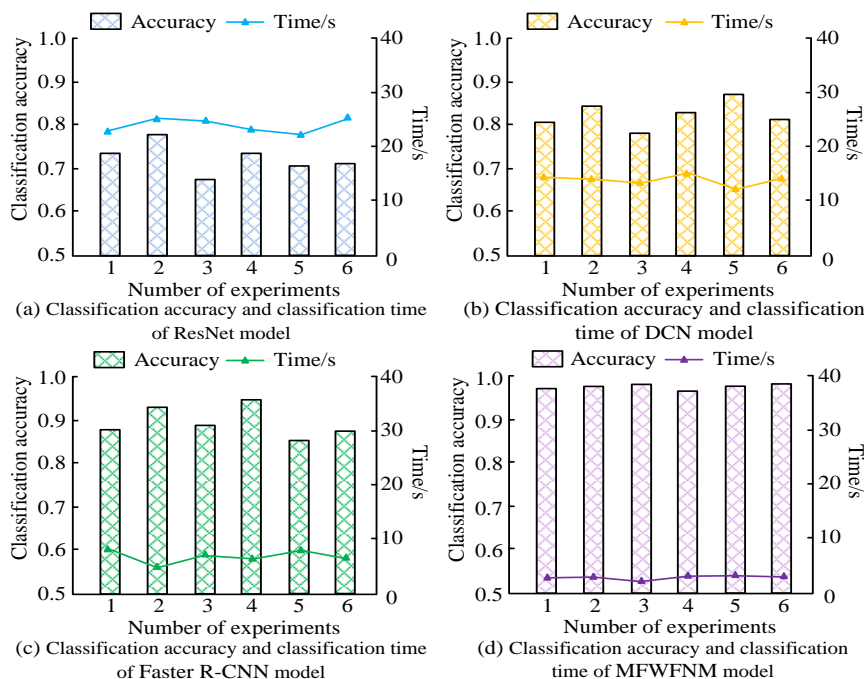 Accuracy Time/s
Classification accuracy
1.0
0.9
0.8
0.7
0.6
0.5
40
30
20
10
0
Time/s
1 2 3 4 5 6
Number of experiments
(a) Classification accuracy and classification time
of ResNet model
Accuracy Time/s
Classification accuracy
1.0
0.9
0.8
0.7
0.6
0.5
40
30
20
10
0
Time/s
1 2 3 4 5 6
Number of experiments
(b) Classification accuracy and classification
time of DCN model
Accuracy Time/s
Classification accuracy
1.0
0.9
0.8
0.7
0.6
0.5
40
30
20
10
0
Time/s
1 2 3 4 5 6
Number of experiments
(c) Classification accuracy and classification time
of Faster R-CNN model
Accuracy Time/s
Classification accuracy
1.0
0.9
0.8
0.7
0.6
0.5
40
30
20
10
0
Time/s
1 2 3 4 5 6
Number of experiments
(d) Classification accuracy and classification
time of MFWFNM model